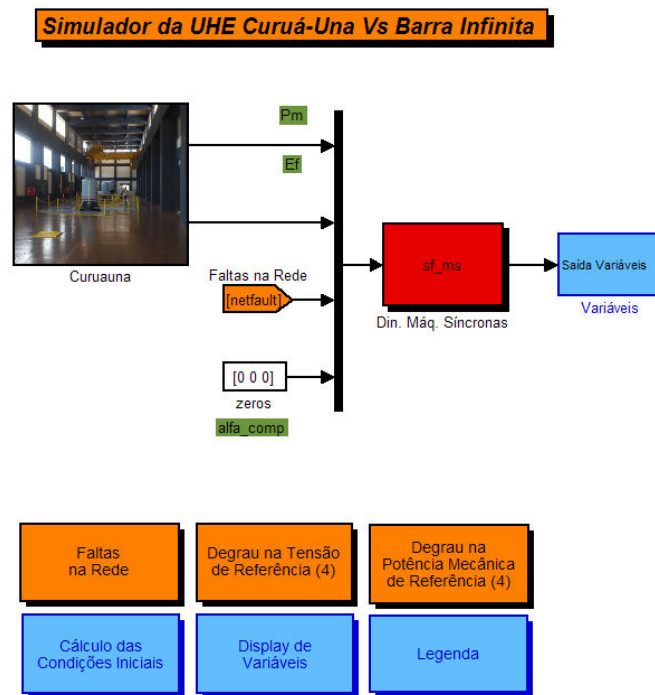 Simulador da UHE Curuá-Una Vs Barra Infinita
Pm
Ef
Curuauna
Faltas na Rede
[netfault]
sf_ms
Din. Máq. Síncronas
Saída Variáveis
Variáveis
[0 0 0]
zeros
alfa_comp
Faltas
na Rede
Degrau na Tensão
de Referência (4)
Degrau na
Potência Mecânica
de Referência (4)
Cálculo das
Condições Iniciais
Display de
Variáveis
Legenda